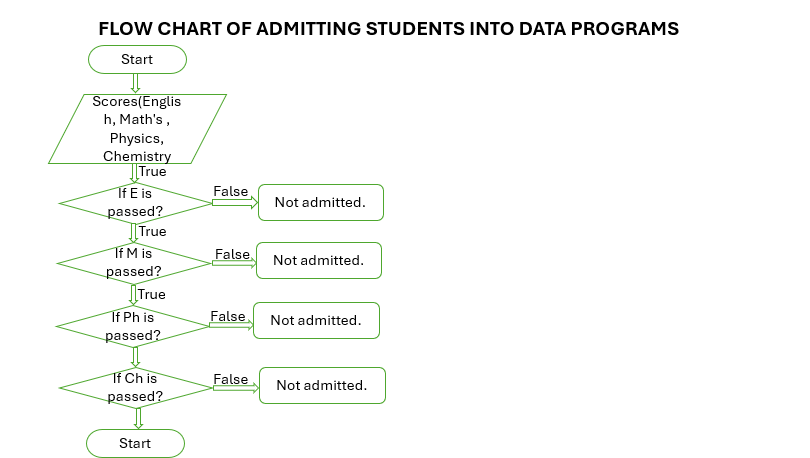 FLOW CHART OF ADMITTING STUDENTS INTO DATA PROGRAMS
Start
Scores(Englis
h, Math's ,
Physics,
Chemistry
True
If E is
passed?
False
Not admitted.
True
If M is
passed?
False
Not admitted.
True
If Ph is
passed?
False
Not admitted.
If Ch is
passed?
False
Not admitted.
Start